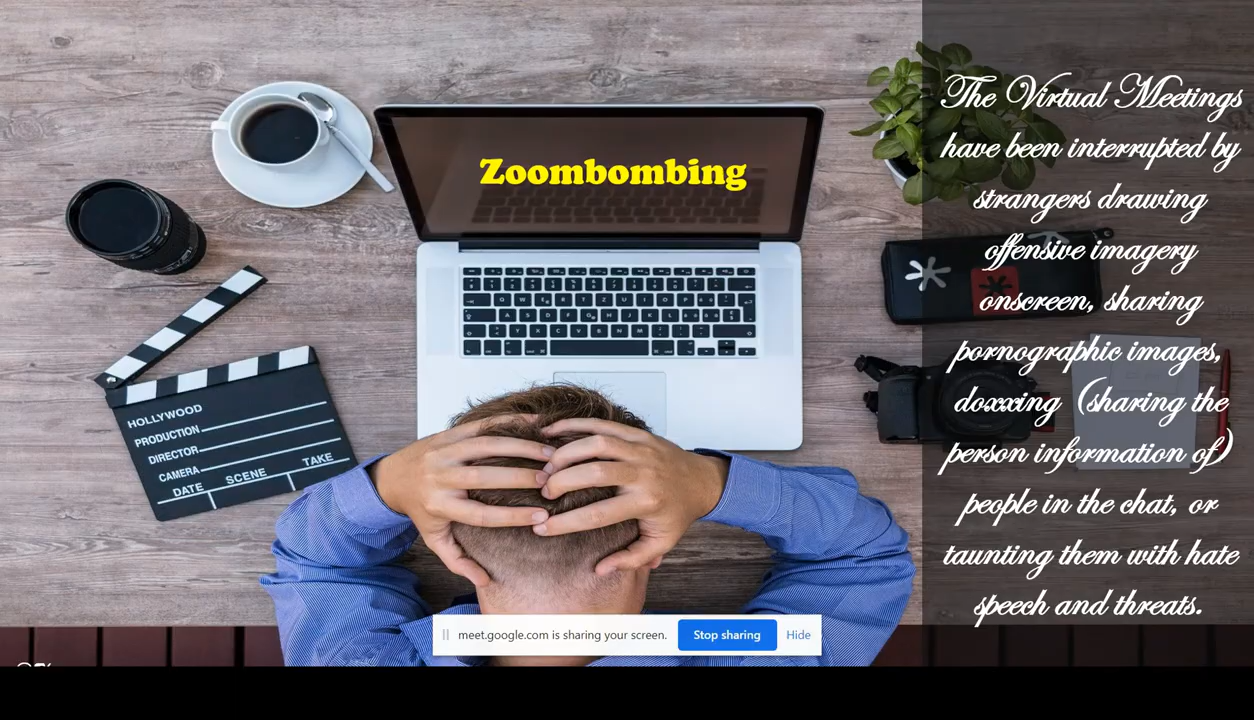 Zoombombing
The Virtual Meetings
have been interrupted by
strangers drawing
offensive imagery
onscreen, sharing
pornographic images,
doxxing (sharing the
person information of)
people in the chat, or
taunting them with hate
speech and threats.
HOLLYWOOD
PRODUCTION
DIRECTOR
CAMERA
DATE SCENE TAKE
meet.google.com is sharing your screen. Stop sharing Hide